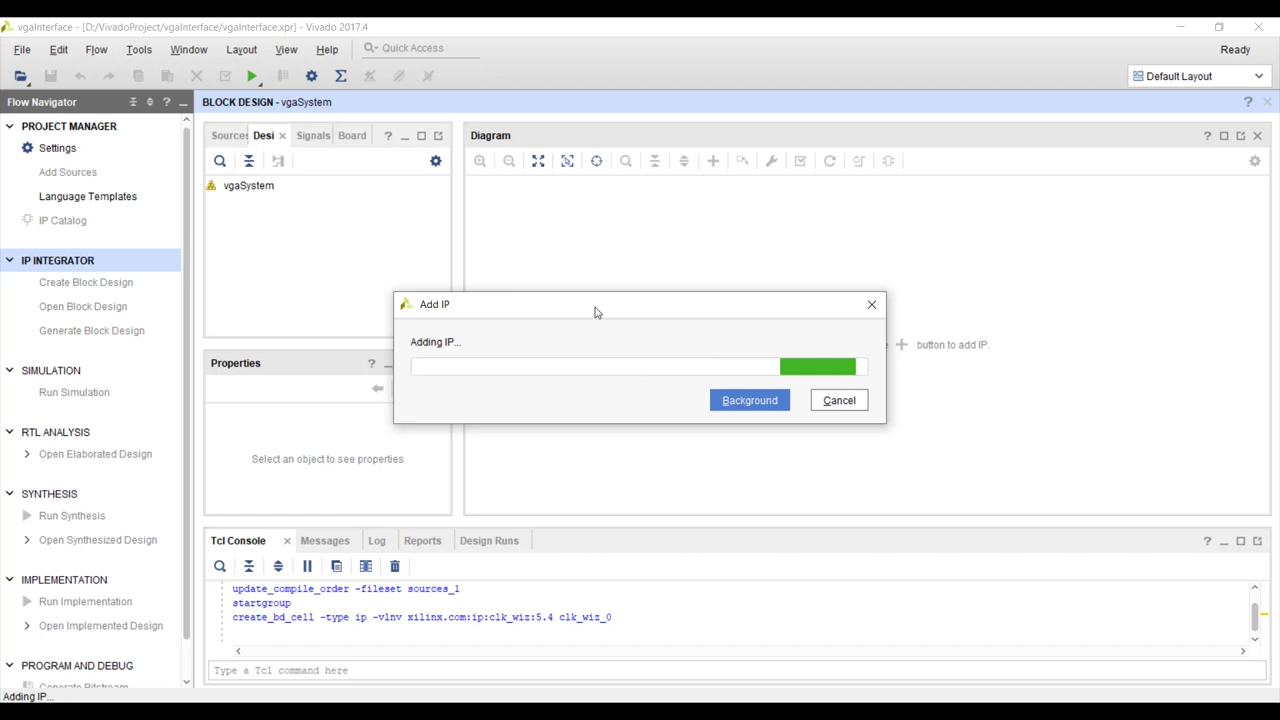 vgaInterface - [D:/VivadoProject/vgaInterface/vgaInterface.xpr] - Vivado 2017.4
File Edit Flow Tools Window Layout View Help Quick Access Ready
Default Layout
Flow Navigator
BLOCK DESIGN - vgaSystem
PROJECT MANAGER
Settings
Add Sources
Language Templates
IP Catalog
IP INTEGRATOR
Create Block Design
Open Block Design
Generate Block Design
SIMULATION
Run Simulation
RTL ANALYSIS
Open Elaborated Design
SYNTHESIS
Run Synthesis
Open Synthesized Design
IMPLEMENTATION
Run Implementation
Open Implemented Design
PROGRAM AND DEBUG
Generate Bitstream
Sources Desi Signals Board
vgaSystem
Properties
Select an object to see properties
Diagram
button to add IP.
Add IP
Adding IP...
Background Cancel
Tcl Console Messages Log Reports Design Runs
update_compile_order -fileset sources_1
startgroup
create_bd_cell -type ip -vlnv xilinx.com:ip:clk_wiz:5.4 clk_wiz_0
Type a Tcl command here
Adding IP...